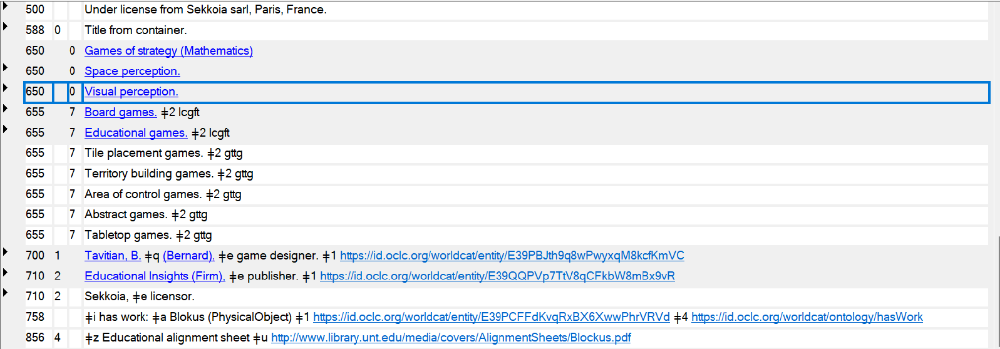 500 Under license from Sekkoia sarl, Paris, France.
588 0 Title from container.
650 0 Games of strategy (Mathematics)
650 0 Space perception.
650 0 Visual perception.
655 7 Board games. ǂ2 lcgft
655 7 Educational games. ǂ2 lcgft
655 7 Tile placement games. ǂ2 gttg
655 7 Territory building games. ǂ2 gttg
655 7 Area of control games. ǂ2 gttg
655 7 Abstract games. ǂ2 gttg
655 7 Tabletop games. ǂ2 gttg
700 1 Tavitian, B. ǂq (Bernard), ǂe game designer. ǂ1 https://id.oclc.org/worldcat/entity/E39PBJth9q8wPwyxqM8kcfKmVC
710 2 Educational Insights (Firm), ǂe publisher. ǂ1 https://id.oclc.org/worldcat/entity/E39QQPVp7TtV8qCFkbW8mBx9vR
710 2 Sekkoia, ǂe licensor.
758 ǂi has work: ǂa Blokus (PhysicalObject) ǂ1 https://id.oclc.org/worldcat/entity/E39PCFFdKvqRxBX6XwwPhrVRVd ǂ4 https://id.oclc.org/worldcat/ontology/hasWork
856 4 ǂz Educational alignment sheet ǂu http://www.library.unt.edu/media/covers/AlignmentSheets/Blockus.pdf